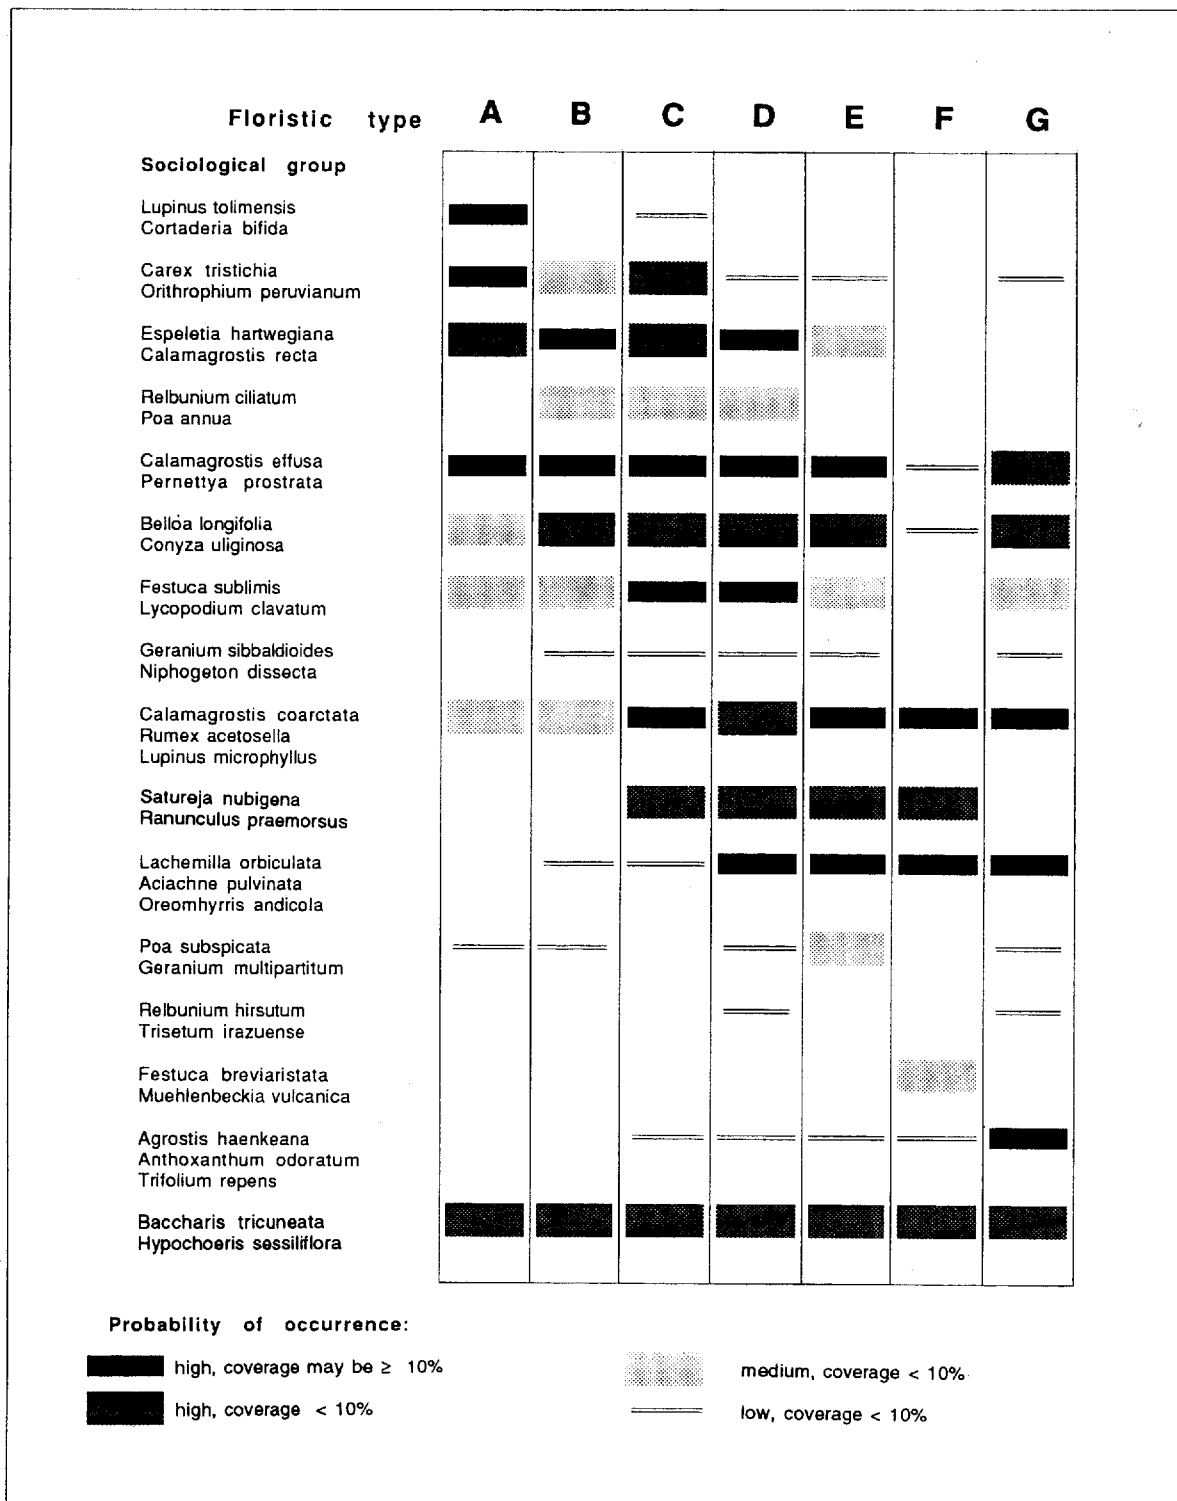 Floristic type A B C D E F G
Sociological group
Lupinus tolimensis
Cortaderia bifida
Carex tristichia
Orithrophium peruvianum
Espeletia hartwegiana
Calamagrostis recta
Relbunium ciliatum
Poa annua
Calamagrostis effusa
Pernettya prostrata
Belloa longifolia
Conyza uliginosa
Festuca sublimis
Lycopodium clavatum
Geranium sibbaldioides
Niphogeton dissecta
Calamagrostis coarctata
Rumex acetosella
Lupinus microphyllus
Satureja nubigena
Ranunculus praemorsus
Lachemilla orbiculata
Aciachne pulvinata
Oreomhyrris andicola
Poa subspicata
Geranium multipartitum
Relbunium hirsutum
Trisetum irazuense
Festuca breviaristata
Muehlenbeckia vulcanica
Agrostis haenkeana
Anthoxanthum odoratum
Trifolium repens
Baccharis tricuneata
Hypochoeris sessiliflora
Probability of occurrence:
high, coverage may be ≥ 10%
high, coverage < 10%
medium, coverage < 10%
low, coverage < 10%